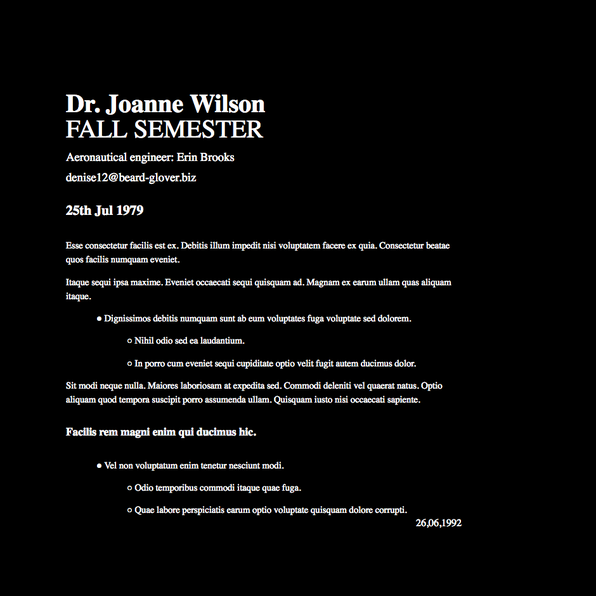 Dr. Joanne Wilson
FALL SEMESTER
Aeronautical engineer: Erin Brooks
denise12@beard-glover.biz
25th Jul 1979
Esse consectetur facilis est ex. Debitis illum impedit nisi voluptatem facere ex quia. Consectetur beatae
quos facilis numquam eveniet.
Itaque sequi ipsa maxime. Eveniet occaecati sequi quisquam ad. Magnam ex earum ullam quas aliquam
itaque.
● Dignissimos debitis numquam sunt ab eum voluptates fuga voluptate sed dolorem.
○ Nihil odio sed ea laudantium.
○ In porro cum eveniet sequi cupiditate optio velit fugit autem ducimus dolor.
Sit modi neque nulla. Maiores laboriosam at expedita sed. Commodi deleniti vel quaerat natus. Optio
aliquam quod tempora suscipit porro assumenda ullam. Quisquam iusto nisi occaecati sapiente.
Facilis rem magni enim qui ducimus hic.
● Vel non voluptatum enim tenetur nesciunt modi.
○ Odio temporibus commodi itaque quae fuga.
○ Quae labore perspiciatis earum optio voluptate quisquam dolore corrupti.
26,06,1992